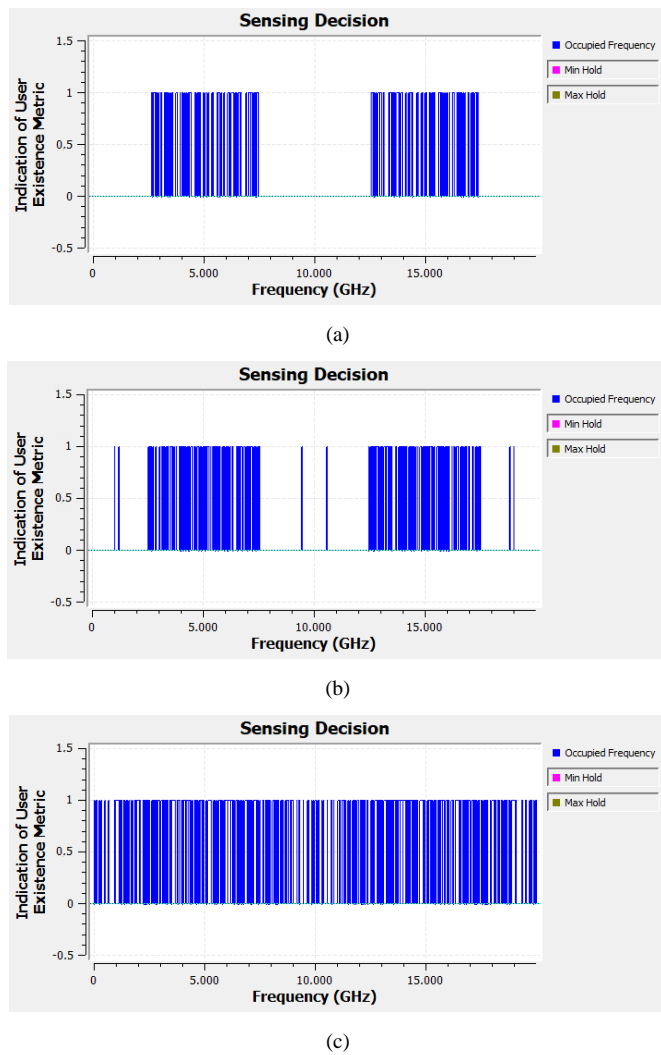 Sensing Decision
1.5
1
0.5
0
-0.5
Indication of User
Existence Metric
0
5.000
10.000
15.000
Frequency (GHz)
Occupied Frequency
Min Hold
Max Hold
(a)
Sensing Decision
1.5
1
0.5
0
-0.5
Indication of User
Existence Metric
0
5.000
10.000
15.000
Frequency (GHz)
Occupied Frequency
Min Hold
Max Hold
(b)
Sensing Decision
1.5
1
0.5
0
-0.5
Indication of User
Existence Metric
0
5.000
10.000
15.000
Frequency (GHz)
Occupied Frequency
Min Hold
Max Hold
(c)